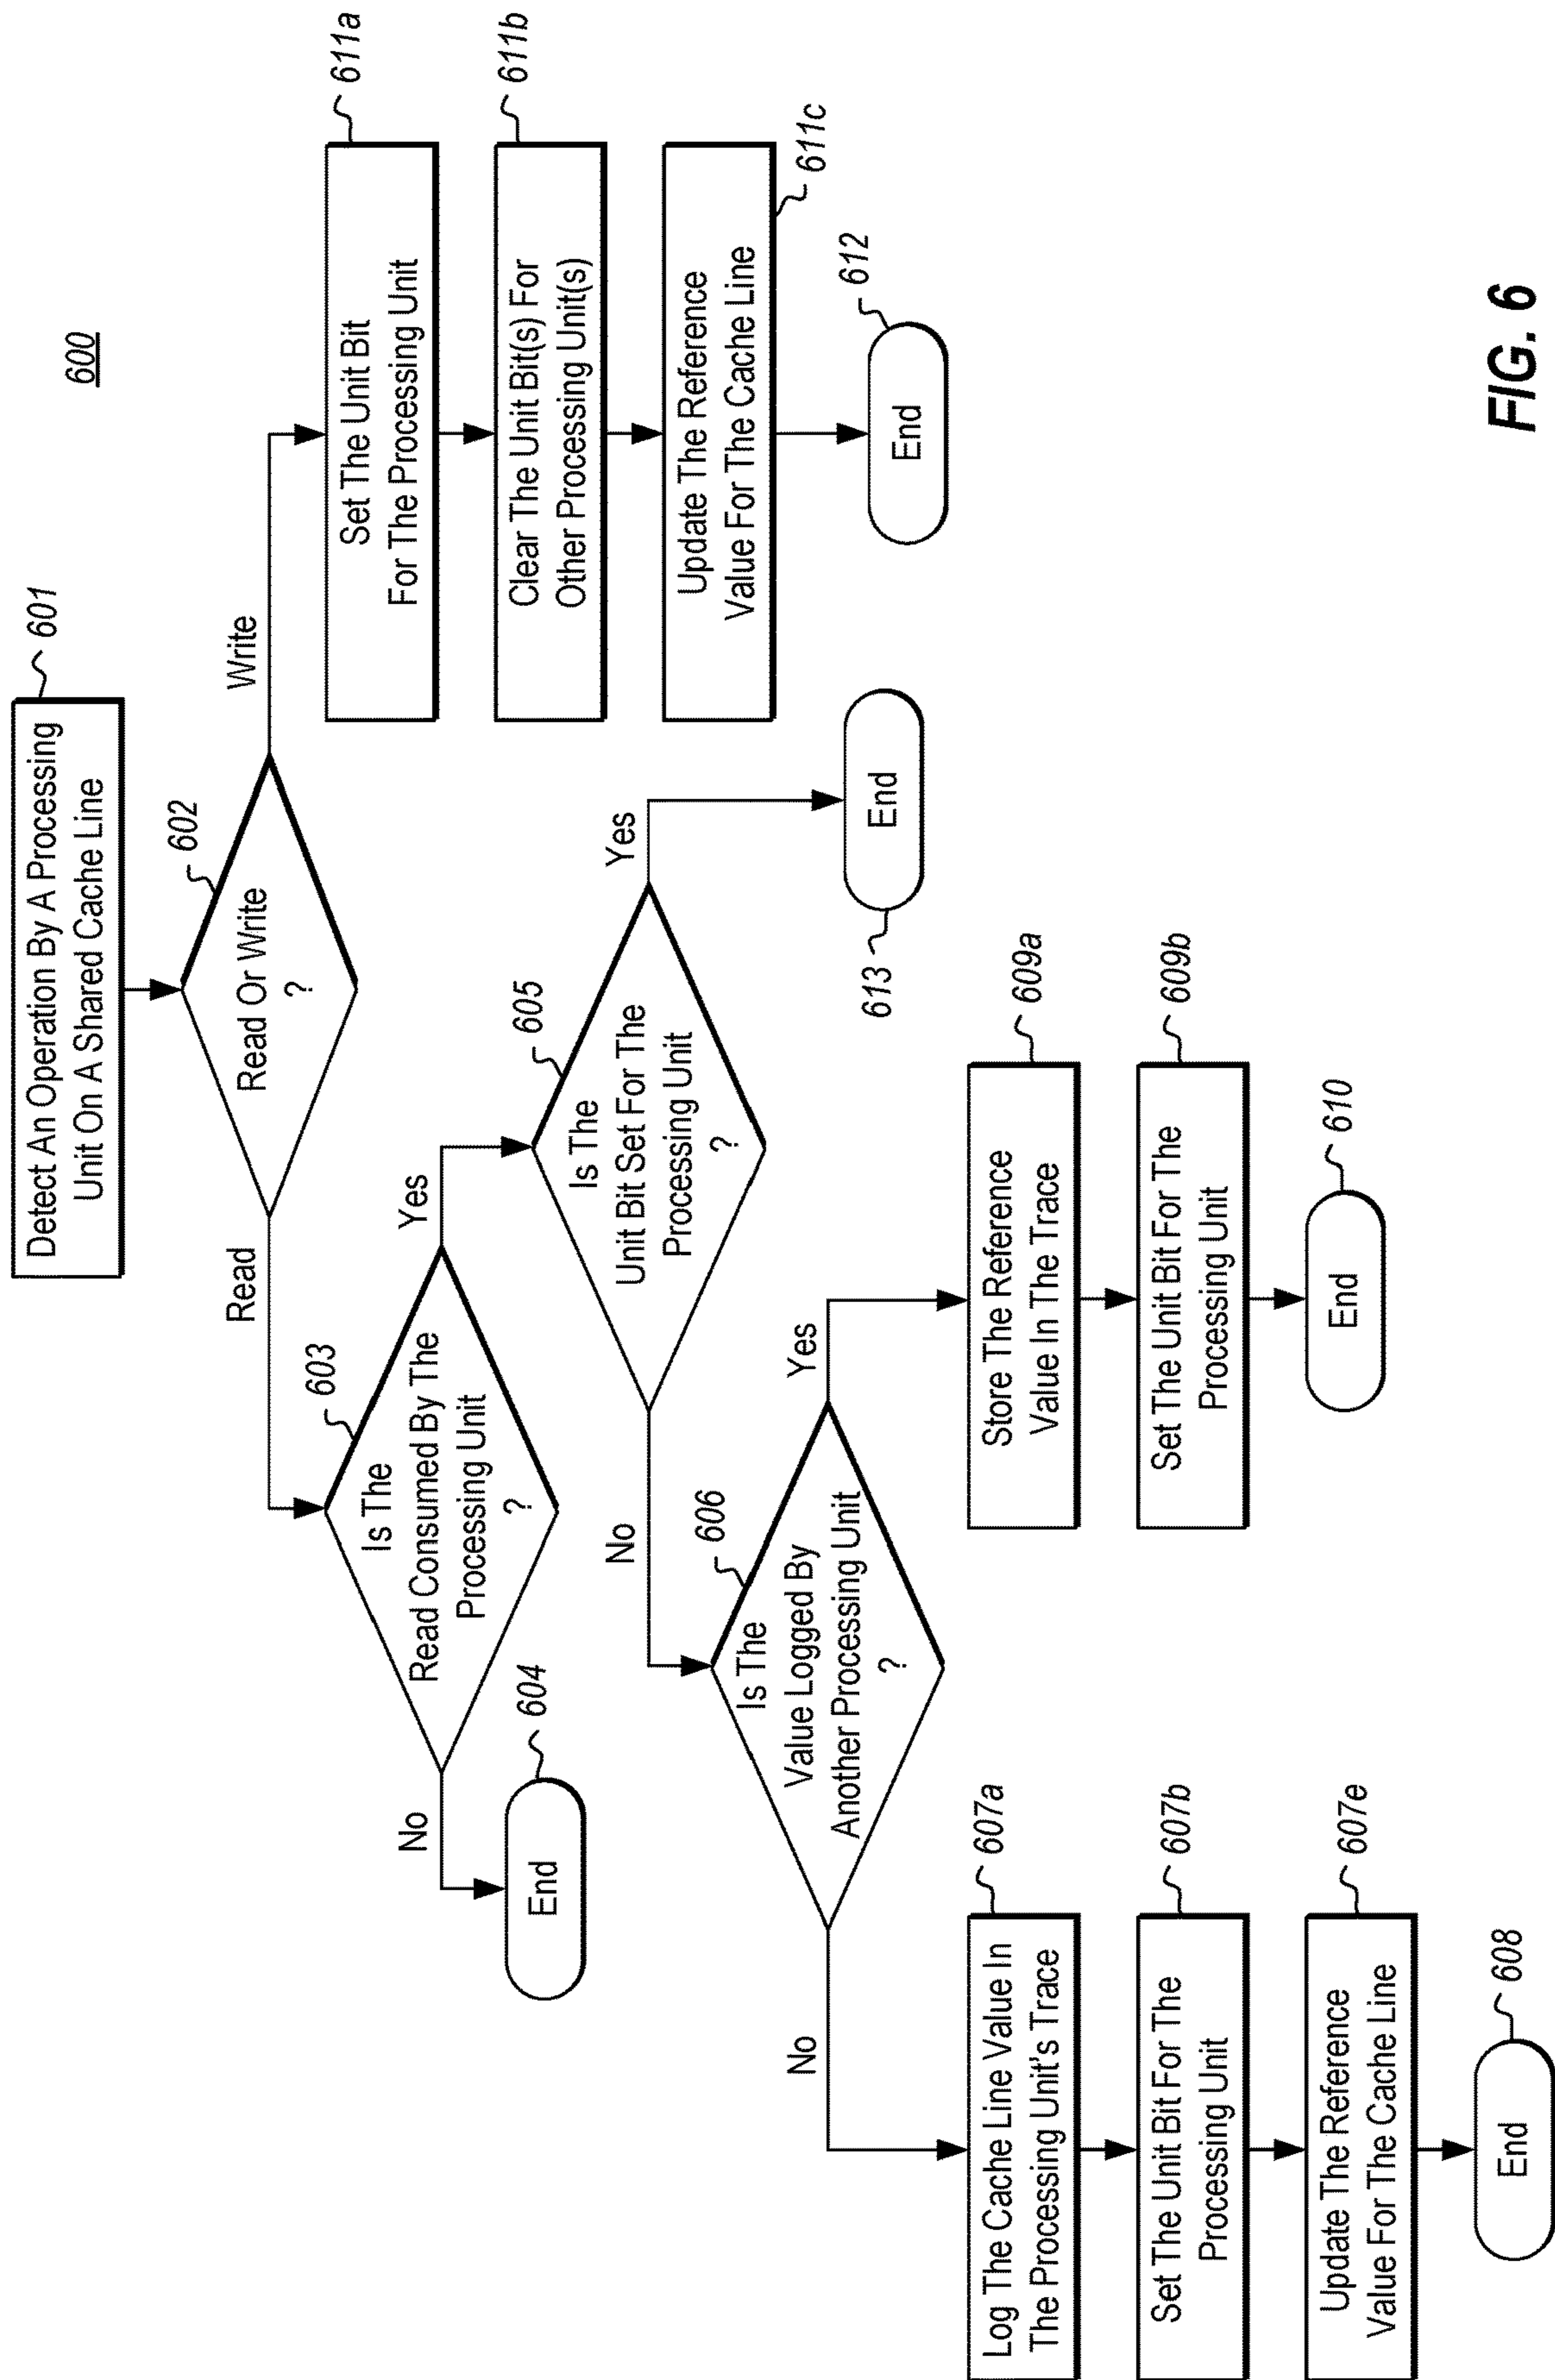 600
Detect An Operation By A Processing
Unit On A Shared Cache Line
601
Read Or Write
?
602
Read
Write
Is The
Read Consumed By The
Processing Unit
?
603
No
Yes
End
604
Is The
Unit Bit Set For The
Processing Unit
?
605
No
Yes
End
613
Is The
Value Logged By
Another Processing Unit
?
606
No
Yes
Log The Cache Line Value In
The Processing Unit's Trace
607a
Set The Unit Bit For The
Processing Unit
607b
Update The Reference
Value For The Cache Line
607e
End
608
Store The Reference
Value In The Trace
609a
Set The Unit Bit For The
Processing Unit
609b
End
610
Set The Unit Bit
For The Processing Unit
611a
Clear The Unit Bit(s) For
Other Processing Unit(s)
611b
Update The Reference
Value For The Cache Line
611c
End
612
FIG. 6